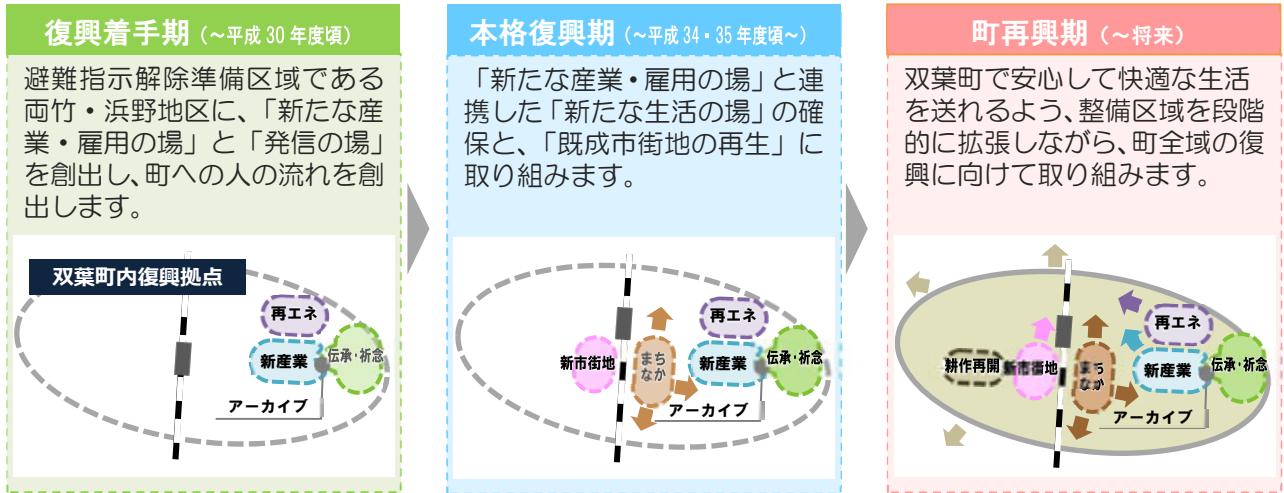 復興着手期(~平成30年度頃)
避難指示解除準備区域である
両竹・浜野地区に、「新たな産
業・雇用の場」と「発信の場」
を創出し、町への人の流れを創
出します。
双葉町内復興拠点
再エネ
新産業
伝承・祈念
アーカイブ
本格復興期(~平成34・35年度頃~)
「新たな産業・雇用の場」と連
携した「新たな生活の場」の確
保と、「既成市街地の再生」に
取り組みます。
再エネ
新市街地
まち
なか
新産業
伝承・祈念
アーカイブ
町再興期(~将来)
双葉町で安心して快適な生活
を送れるよう、整備区域を段階
的に拡張しながら、町全域の復
興に向けて取り組みます。
再エネ
耕作再開
新市街地
まち
なか
新産業
伝承・祈念
アーカイブ